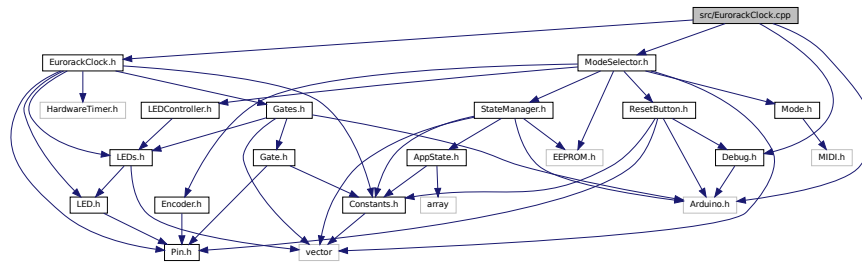 src/EurorackClock.cpp
EurorackClock.h
ModeSelector.h
HardwareTimer.h
LEDController.h
Gates.h
StateManager.h
ResetButton.h
Mode.h
LEDs.h
Gate.h
AppState.h
EEPROM.h
Debug.h
MIDI.h
LED.h
Encoder.h
Constants.h
array
Arduino.h
Pin.h
vector